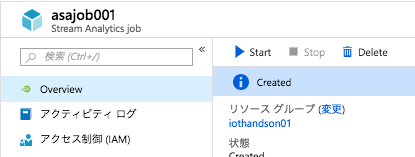 asajob001
Stream Analytics job
検索 (Ctrl+/)
Overview
アクティビティ ログ
アクセス制御 (IAM)
Start
Stop
Delete
Created
リソース グループ (変更)
iothandson01
状態
Created